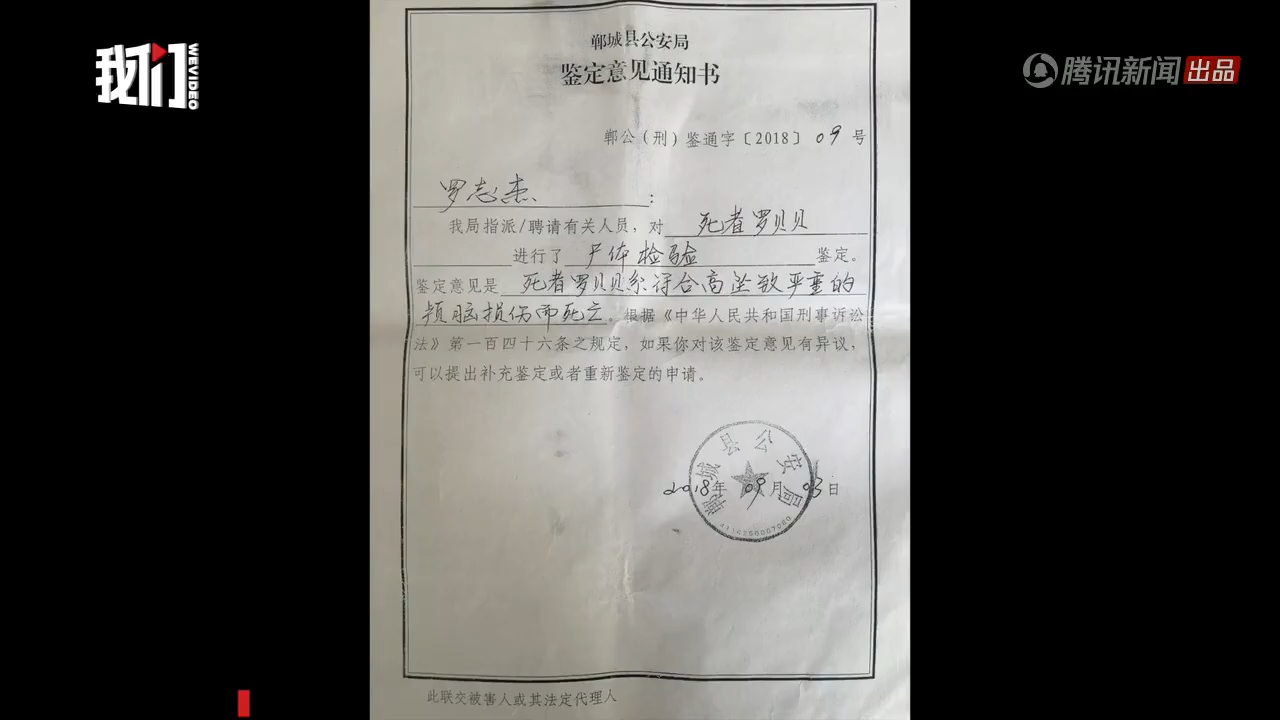 我们
WEVIDEO
腾讯新闻 出品
郸城县公安局
鉴定意见通知书
郸公（刑）鉴通字〔2018〕09号
罗志杰：
我局指派/聘请有关人员，对 死者罗贝贝
进行了 尸体检验 鉴定。
鉴定意见是 死者罗贝贝系符合高坠致严重的
颅脑损伤而死亡。根据《中华人民共和国刑事诉讼
法》第一百四十六条之规定，如果你对该鉴定意见有异议，
可以提出补充鉴定或者重新鉴定的申请。
郸城县公安局
2018年09月03日
此联交被害人或其法定代理人